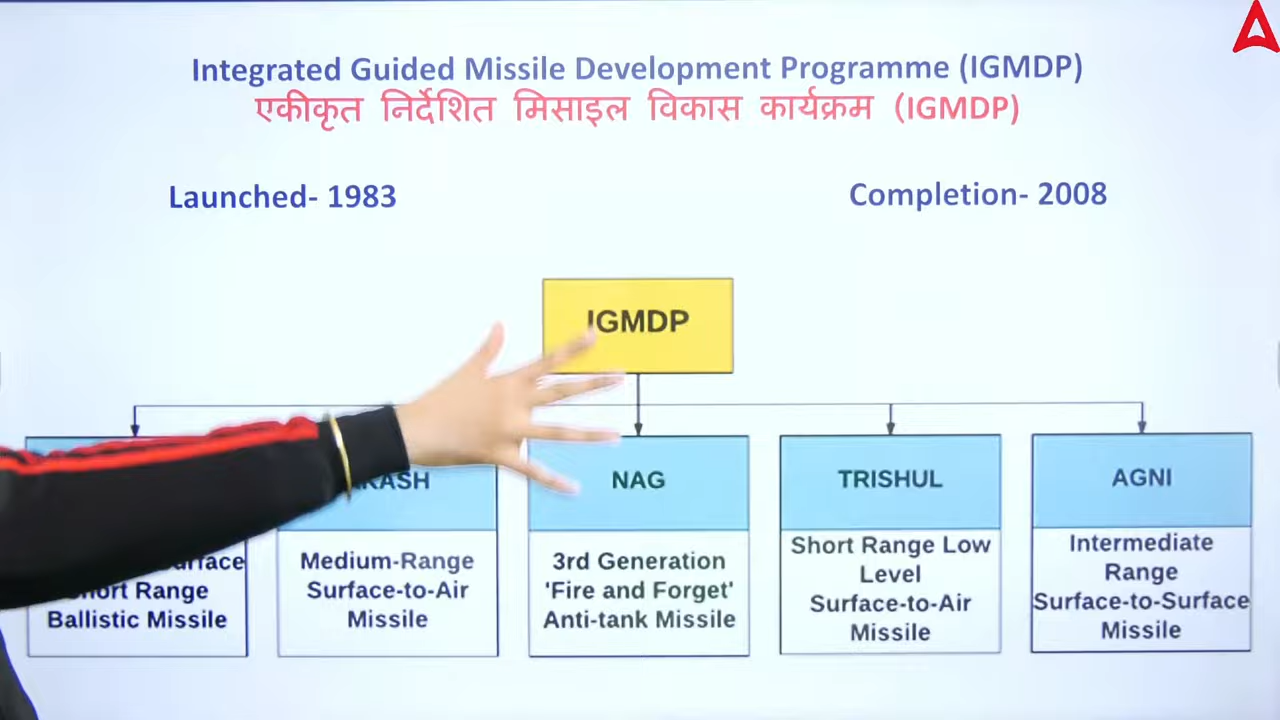 Integrated Guided Missile Development Programme (IGMDP)
एकीकृत निर्देशित मिसाइल विकास कार्यक्रम (IGMDP)
Launched- 1983
Completion- 2008
IGMDP
NAG
TRISHUL
AGNI
Range
Ballistic Missile
Medium-Range
Surface-to-Air
Missile
3rd Generation
'Fire and Forget'
Anti-tank Missile
Short Range Low
Level
Surface-to-Air
Missile
Intermediate
Range
Surface-to-Surface
Missile